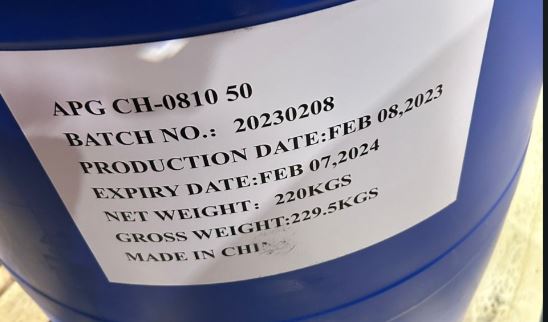 APG CH-0810 50
BATCH NO.: 20230208
PRODUCTION DATE:FEB 08,2023
EXPIRY DATE:FEB 07,2024
NET WEIGHT: 220KGS
GROSS WEIGHT:229.5KGS
MADE IN